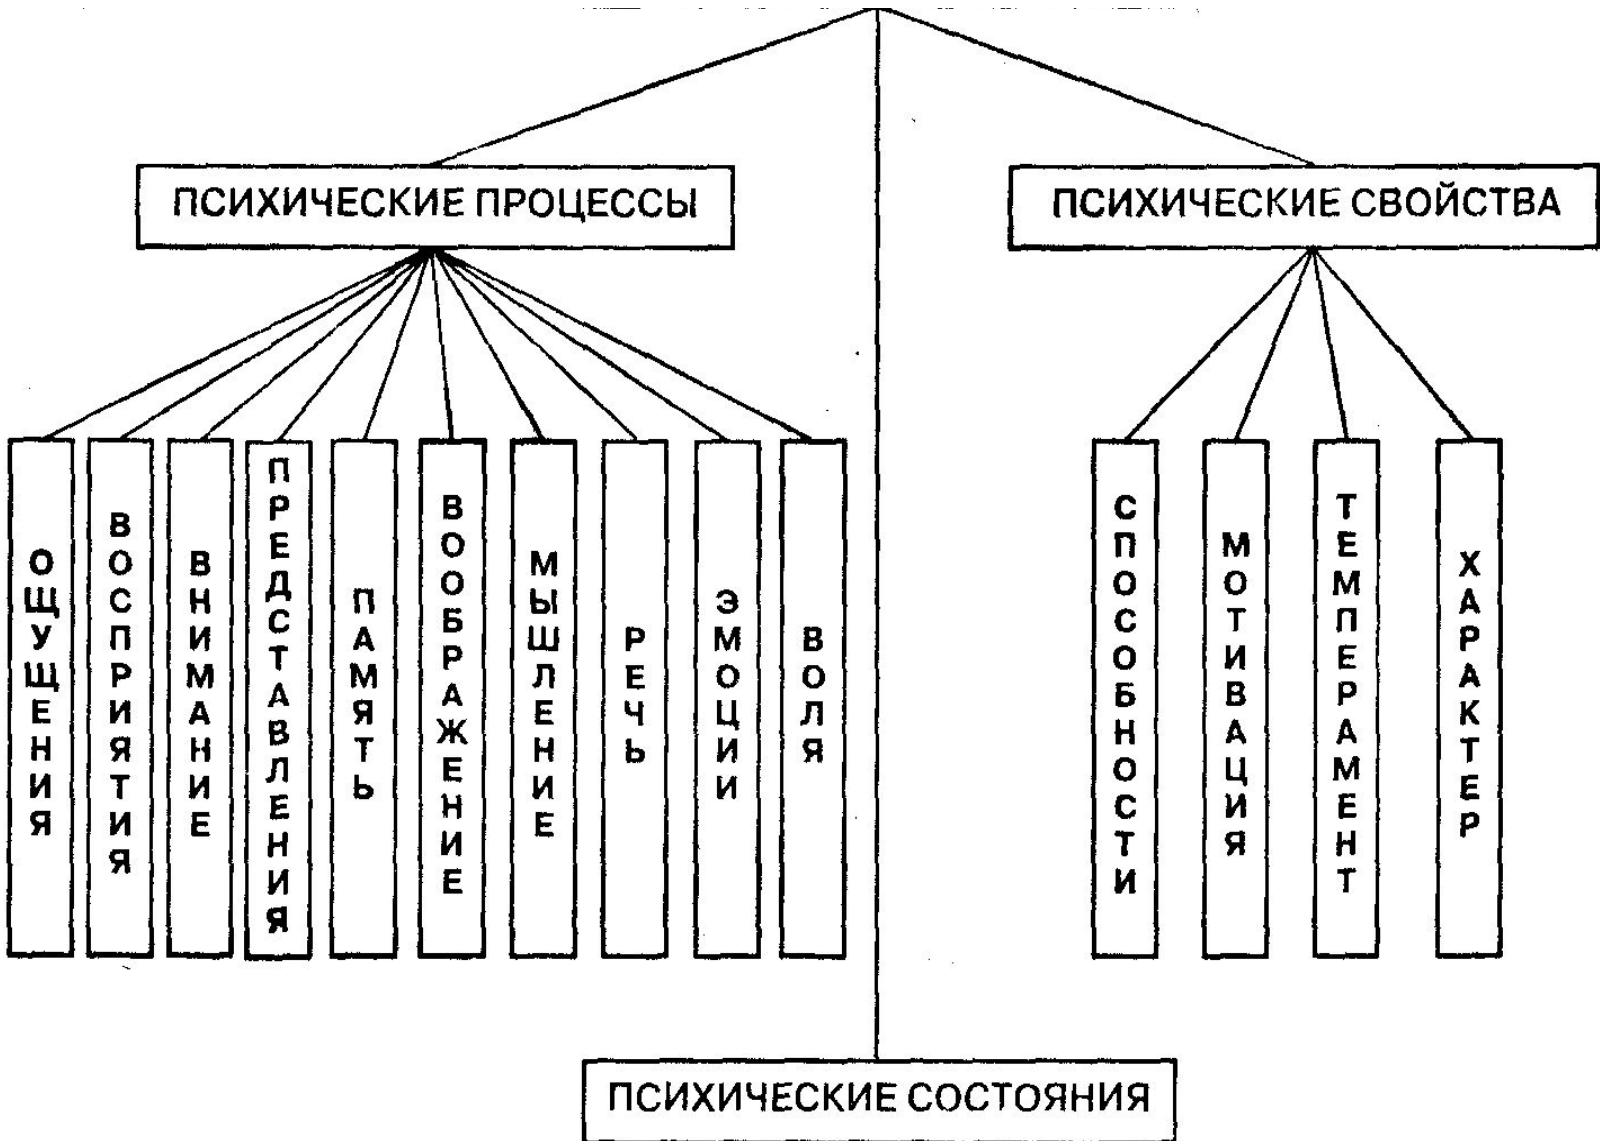 ПСИХИЧЕСКИЕ ПРОЦЕССЫ
ПСИХИЧЕСКИЕ СВОЙСТВА
ОЩУЩЕНИЯ
ВОСПРИЯТИЯ
ВНИМАНИЕ
ПРЕДСТАВЛЕНИЯ
ПАМЯТЬ
ВООБРАЖЕНИЕ
МЫШЛЕНИЕ
РЕЧЬ
ЭМОЦИИ
ВОЛЯ
СПОСОБНОСТИ
МОТИВАЦИЯ
ТЕМПЕРАМЕНТ
ХАРАКТЕР
ПСИХИЧЕСКИЕ СОСТОЯНИЯ